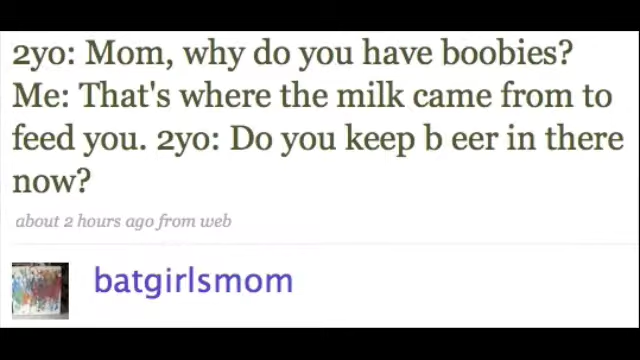 2yo: Mom, why do you have boobies?
Me: That's where the milk came from to
feed you. 2yo: Do you keep b eer in there
now?
about 2 hours ago from web
batgirlsmom